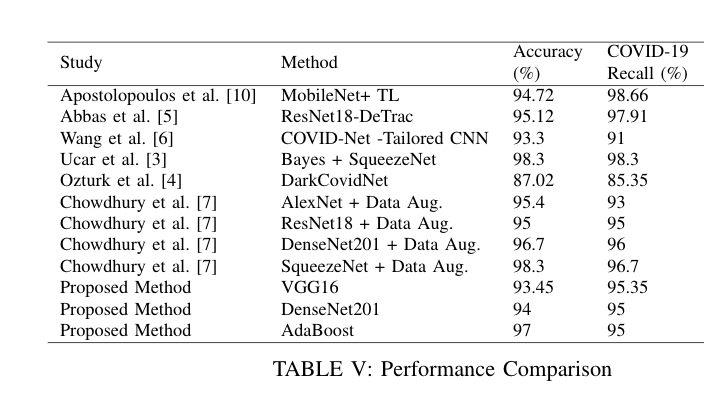 Study Method Accuracy (%) COVID-19 Recall (%)
Apostolopoulos et al. [10] MobileNet+ TL 94.72 98.66
Abbas et al. [5] ResNet18-DeTrac 95.12 97.91
Wang et al. [6] COVID-Net -Tailored CNN 93.3 91
Ucar et al. [3] Bayes + SqueezeNet 98.3 98.3
Ozturk et al. [4] DarkCovidNet 87.02 85.35
Chowdhury et al. [7] AlexNet + Data Aug. 95.4 93
Chowdhury et al. [7] ResNet18 + Data Aug. 95 95
Chowdhury et al. [7] DenseNet201 + Data Aug. 96.7 96
Chowdhury et al. [7] SqueezeNet + Data Aug. 98.3 96.7
Proposed Method VGG16 93.45 95.35
Proposed Method DenseNet201 94 95
Proposed Method AdaBoost 97 95
TABLE V: Performance Comparison